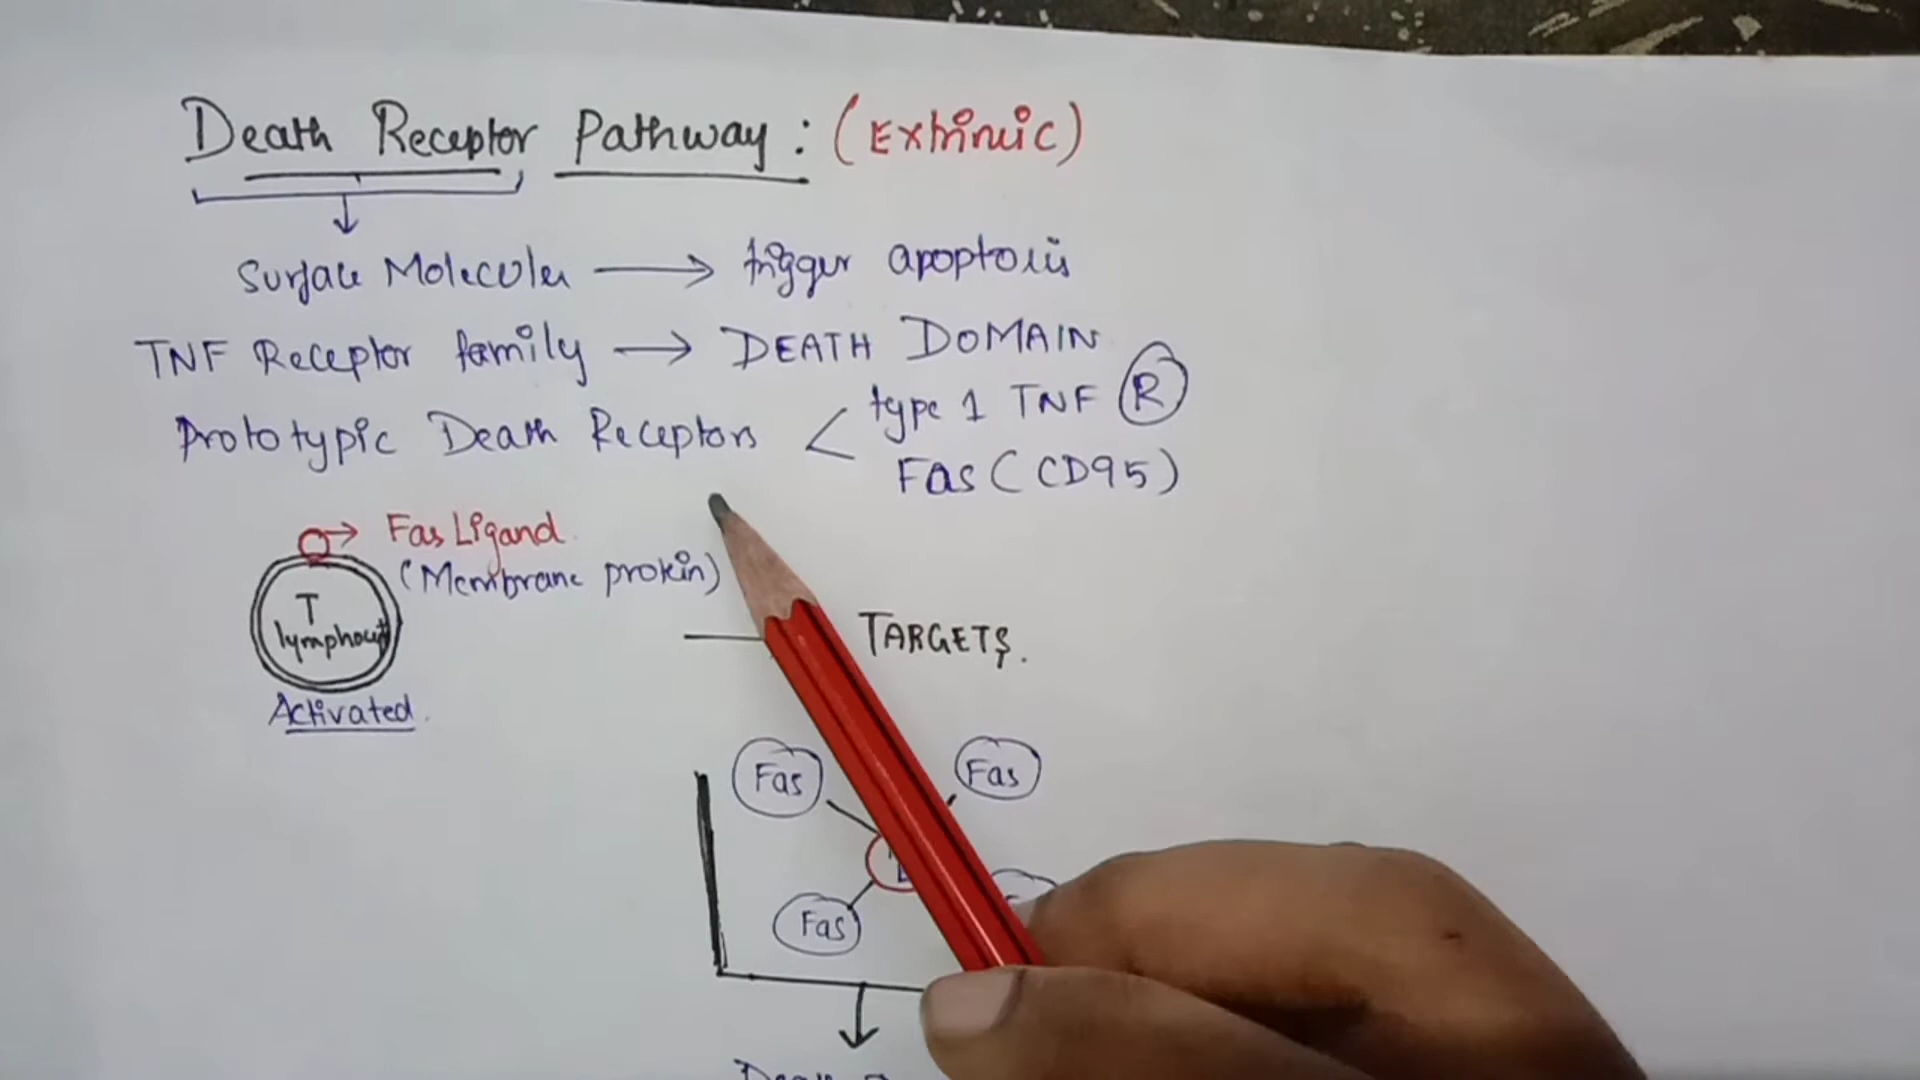 Death Receptor Pathway : (Extrinsic)
Surface Molecules → trigger apoptosis
TNF Receptor family → DEATH DOMAIN
Prototypic Death Receptors < type 1 TNF R
Fas (CD95)
→ Fas Ligand.
(Membrane protein)
T
lymphocyte
TARGETS.
Activated.
Fas Fas
Fas